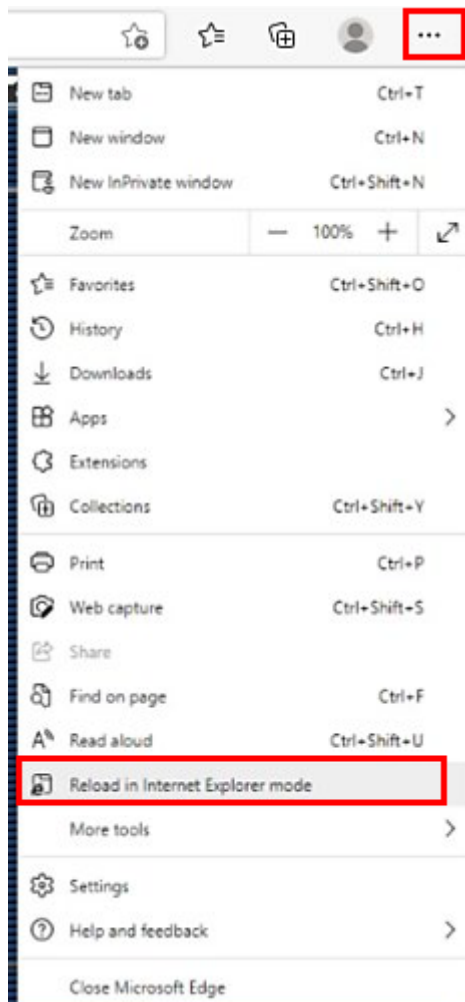 New tab Ctrl+T
New window Ctrl+N
New InPrivate window Ctrl+Shift+N
Zoom — 100% +
Favorites Ctrl+Shift+O
History Ctrl+H
Downloads Ctrl+J
Apps
Extensions
Collections Ctrl+Shift+Y
Print Ctrl+P
Web capture Ctrl+Shift+S
Share
Find on page Ctrl+F
Read aloud Ctrl+Shift+U
Reload in Internet Explorer mode
More tools
Settings
Help and feedback
Close Microsoft Edge